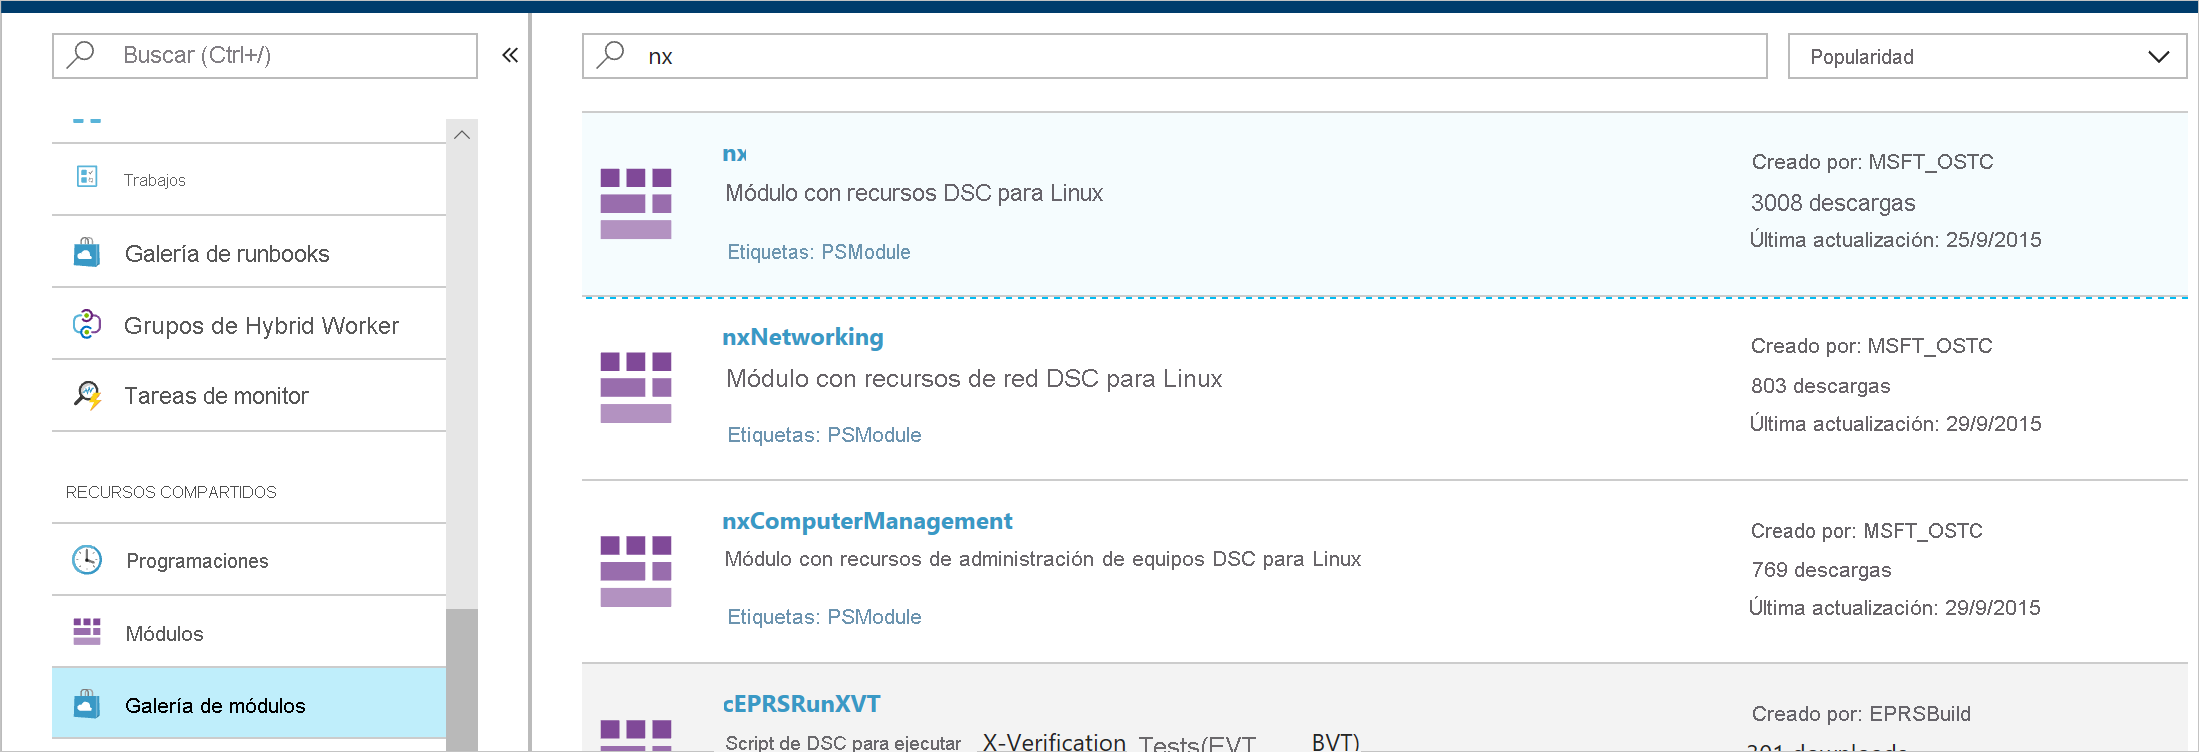 Buscar (Ctrl+/)
«
nx
Popularidad
Trabajos
Galería de runbooks
Grupos de Hybrid Worker
Tareas de monitor
RECURSOS COMPARTIDOS
Programaciones
Módulos
Galería de módulos
nx
Módulo con recursos DSC para Linux
Etiquetas: PSModule
Creado por: MSFT_OSTC
3008 descargas
Última actualización: 25/9/2015
nxNetworking
Módulo con recursos de red DSC para Linux
Etiquetas: PSModule
Creado por: MSFT_OSTC
803 descargas
Última actualización: 29/9/2015
nxComputerManagement
Módulo con recursos de administración de equipos DSC para Linux
Etiquetas: PSModule
Creado por: MSFT_OSTC
769 descargas
Última actualización: 29/9/2015
cEPRSRunXVT
Script de DSC para ejecutar X-Verification Tests(EVT BVT)
Creado por: EPRSBuild
301 downloads